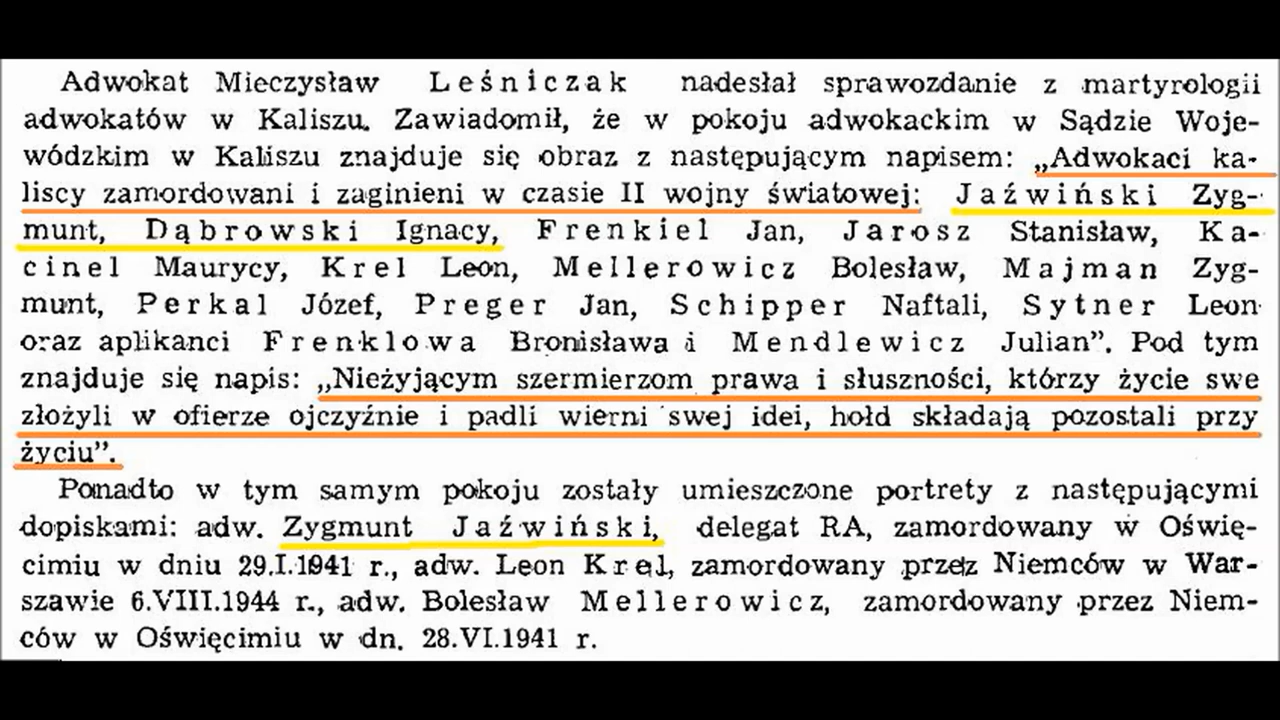 Adwokat Mieczysław Leśniczak nadesłał sprawozdanie z martyrologii
adwokatów w Kaliszu. Zawiadomił, że w pokoju adwokackim w Sądzie Woje-
wódzkim w Kaliszu znajduje się obraz z następującym napisem: „Adwokaci ka-
liscy zamordowani i zaginieni w czasie II wojny światowej: Jaźwiński Zyg-
munt, Dąbrowski Ignacy, Frenkiel Jan, Jarosz Stanisław, Ka-
cinel Maurycy, Krel Leon, Mellerowicz Bolesław, Majman Zyg-
munt, Perkal Józef, Preger Jan, Schipper Naftali, Sytner Leon
oraz aplikanci Frenklowa Bronisława i Mendlewicz Julian”. Pod tym
znajduje się napis: „Nieżyjącym szermierzom prawa i słuszności, którzy życie swe
złożyli w ofierze ojczyźnie i padli wierni swej idei, hołd składają pozostali przy
życiu”.
Ponadto w tym samym pokoju zostały umieszczone portrety z następującymi
dopiskami: adw. Zygmunt Jaźwiński, delegat RA, zamordowany w Oświę-
cimiu w dniu 29.I.1941 r., adw. Leon Krel, zamordowany przez Niemców w War-
szawie 6.VIII.1944 r., adw. Bolesław Mellerowicz, zamordowany przez Niem-
ców w Oświęcimiu w dn. 28.VI.1941 r.